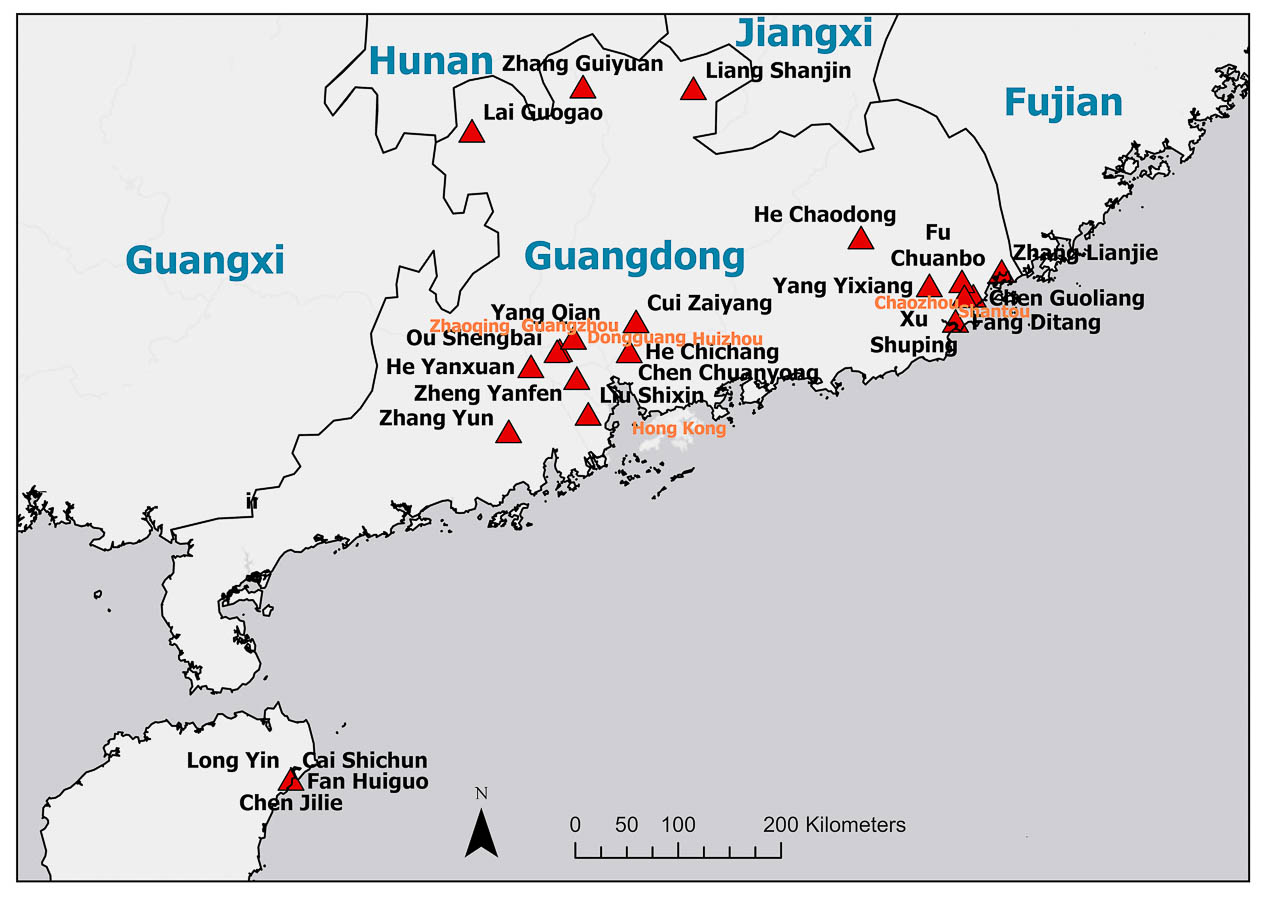 Jiangxi
Hunan
Zhang Guiyuan
Liang Shanjin
Fujian
Lai Guogao
He Chaodong
Fu
Chuanbo
Zhang Lianjie
Guangxi
Guangdong
Yang Yixiang
Chen Guoliang
Chaozhou
Shantou
Cui Zaiyang
Yang Qian
Xu
Shuping
Fang Ditang
Zhaoqing
Guangzhou
Dongguang
Huizhou
Ou Shengbai
He Chichang
He Yanxuan
Chen Chuanyong
Zheng Yanfen
Liu Shixin
Zhang Yun
Hong Kong
Long Yin
Cai Shichun
Fan Huiguo
Chen Jilie
N
0 50 100 200 Kilometers